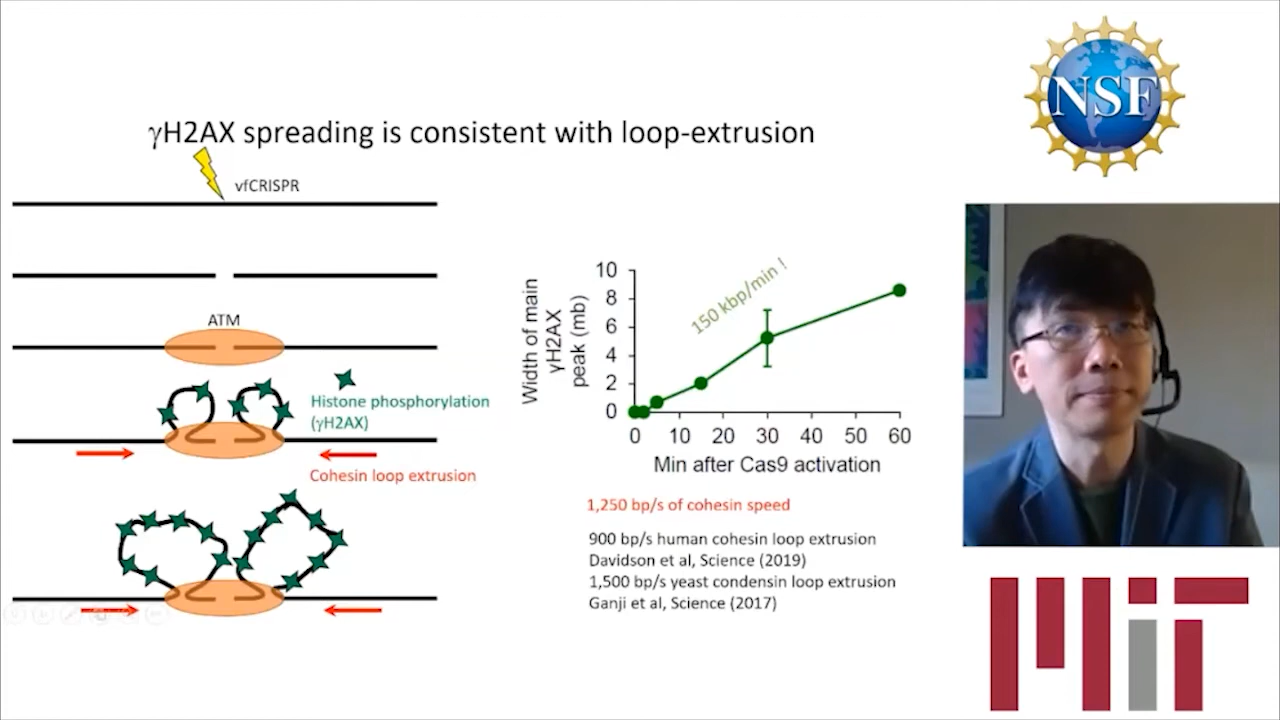 γH2AX spreading is consistent with loop-extrusion
vfCRISPR
ATM
Histone phosphorylation
(γH2AX)
Cohesin loop extrusion
Width of main
γH2AX
peak (mb)
10
8
6
4
2
0
150 kbp/min !
0 10 20 30 40 50 60
Min after Cas9 activation
1,250 bp/s of cohesin speed
900 bp/s human cohesin loop extrusion
Davidson et al, Science (2019)
1,500 bp/s yeast condensin loop extrusion
Ganji et al, Science (2017)
NSF
MIT